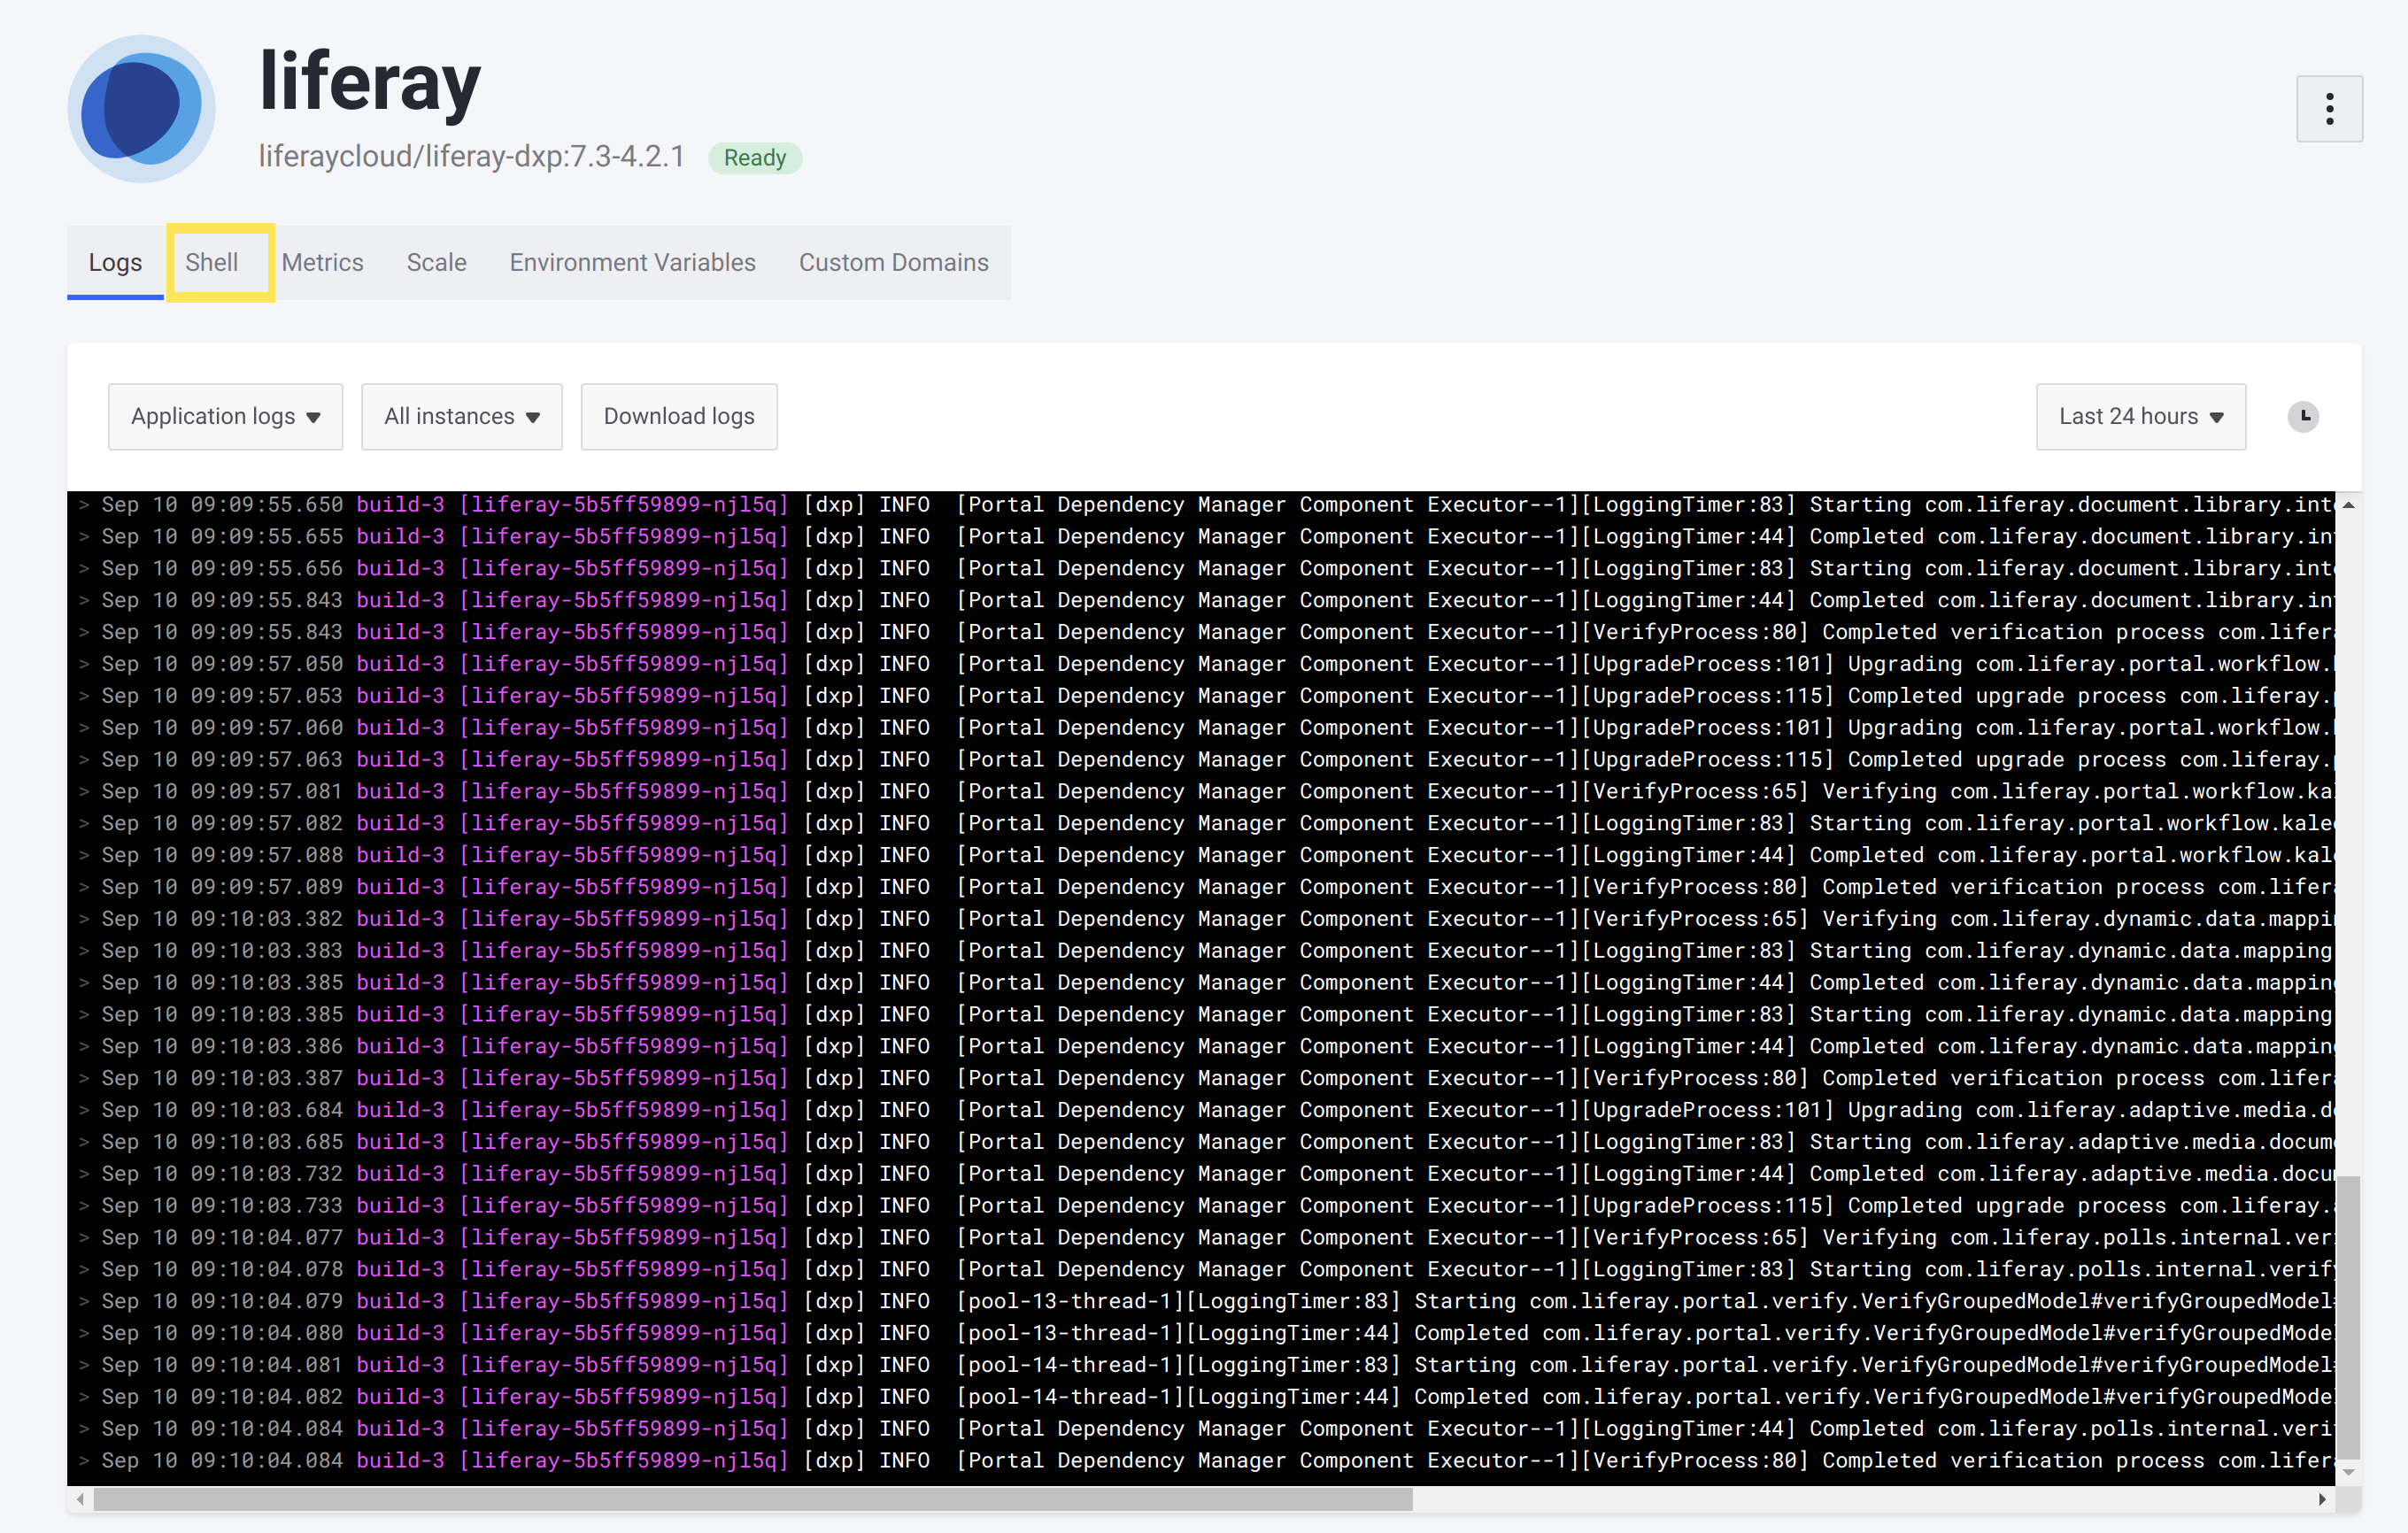 liferay
liferaycloud/liferay-dxp:7.3-4.2.1 Ready
Logs Shell Metrics Scale Environment Variables Custom Domains
Application logs All instances Download logs Last 24 hours
> Sep 10 09:09:55.650 build-3 [liferay-5b5ff59899-njl5q] [dxp] INFO [Portal Dependency Manager Component Executor--1][LoggingTimer:83] Starting com.liferay.document.library.inte
> Sep 10 09:09:55.655 build-3 [liferay-5b5ff59899-njl5q] [dxp] INFO [Portal Dependency Manager Component Executor--1][LoggingTimer:44] Completed com.liferay.document.library.in
> Sep 10 09:09:55.656 build-3 [liferay-5b5ff59899-njl5q] [dxp] INFO [Portal Dependency Manager Component Executor--1][LoggingTimer:83] Starting com.liferay.document.library.inte
> Sep 10 09:09:55.843 build-3 [liferay-5b5ff59899-njl5q] [dxp] INFO [Portal Dependency Manager Component Executor--1][LoggingTimer:44] Completed com.liferay.document.library.in
> Sep 10 09:09:55.843 build-3 [liferay-5b5ff59899-njl5q] [dxp] INFO [Portal Dependency Manager Component Executor--1][VerifyProcess:80] Completed verification process com.lifera
> Sep 10 09:09:57.050 build-3 [liferay-5b5ff59899-njl5q] [dxp] INFO [Portal Dependency Manager Component Executor--1][UpgradeProcess:101] Upgrading com.liferay.portal.workflow.
> Sep 10 09:09:57.053 build-3 [liferay-5b5ff59899-njl5q] [dxp] INFO [Portal Dependency Manager Component Executor--1][UpgradeProcess:115] Completed upgrade process com.liferay.
> Sep 10 09:09:57.060 build-3 [liferay-5b5ff59899-njl5q] [dxp] INFO [Portal Dependency Manager Component Executor--1][UpgradeProcess:101] Upgrading com.liferay.portal.workflow.
> Sep 10 09:09:57.063 build-3 [liferay-5b5ff59899-njl5q] [dxp] INFO [Portal Dependency Manager Component Executor--1][UpgradeProcess:115] Completed upgrade process com.liferay.
> Sep 10 09:09:57.081 build-3 [liferay-5b5ff59899-njl5q] [dxp] INFO [Portal Dependency Manager Component Executor--1][VerifyProcess:65] Verifying com.liferay.portal.workflow.kal
> Sep 10 09:09:57.082 build-3 [liferay-5b5ff59899-njl5q] [dxp] INFO [Portal Dependency Manager Component Executor--1][LoggingTimer:83] Starting com.liferay.portal.workflow.kaleo
> Sep 10 09:09:57.088 build-3 [liferay-5b5ff59899-njl5q] [dxp] INFO [Portal Dependency Manager Component Executor--1][LoggingTimer:44] Completed com.liferay.portal.workflow.kale
> Sep 10 09:09:57.089 build-3 [liferay-5b5ff59899-njl5q] [dxp] INFO [Portal Dependency Manager Component Executor--1][VerifyProcess:80] Completed verification process com.lifera
> Sep 10 09:10:03.382 build-3 [liferay-5b5ff59899-njl5q] [dxp] INFO [Portal Dependency Manager Component Executor--1][VerifyProcess:65] Verifying com.liferay.dynamic.data.mappin
> Sep 10 09:10:03.383 build-3 [liferay-5b5ff59899-njl5q] [dxp] INFO [Portal Dependency Manager Component Executor--1][LoggingTimer:83] Starting com.liferay.dynamic.data.mapping
> Sep 10 09:10:03.385 build-3 [liferay-5b5ff59899-njl5q] [dxp] INFO [Portal Dependency Manager Component Executor--1][LoggingTimer:44] Completed com.liferay.dynamic.data.mapping
> Sep 10 09:10:03.385 build-3 [liferay-5b5ff59899-njl5q] [dxp] INFO [Portal Dependency Manager Component Executor--1][LoggingTimer:83] Starting com.liferay.dynamic.data.mapping
> Sep 10 09:10:03.386 build-3 [liferay-5b5ff59899-njl5q] [dxp] INFO [Portal Dependency Manager Component Executor--1][LoggingTimer:44] Completed com.liferay.dynamic.data.mapping
> Sep 10 09:10:03.387 build-3 [liferay-5b5ff59899-njl5q] [dxp] INFO [Portal Dependency Manager Component Executor--1][VerifyProcess:80] Completed verification process com.lifera
> Sep 10 09:10:03.684 build-3 [liferay-5b5ff59899-njl5q] [dxp] INFO [Portal Dependency Manager Component Executor--1][UpgradeProcess:101] Upgrading com.liferay.adaptive.media.do
> Sep 10 09:10:03.685 build-3 [liferay-5b5ff59899-njl5q] [dxp] INFO [Portal Dependency Manager Component Executor--1][LoggingTimer:83] Starting com.liferay.adaptive.media.docum
> Sep 10 09:10:03.732 build-3 [liferay-5b5ff59899-njl5q] [dxp] INFO [Portal Dependency Manager Component Executor--1][LoggingTimer:44] Completed com.liferay.adaptive.media.docum
> Sep 10 09:10:03.733 build-3 [liferay-5b5ff59899-njl5q] [dxp] INFO [Portal Dependency Manager Component Executor--1][UpgradeProcess:115] Completed upgrade process com.liferay.
> Sep 10 09:10:04.077 build-3 [liferay-5b5ff59899-njl5q] [dxp] INFO [Portal Dependency Manager Component Executor--1][VerifyProcess:65] Verifying com.liferay.polls.internal.ver
> Sep 10 09:10:04.078 build-3 [liferay-5b5ff59899-njl5q] [dxp] INFO [Portal Dependency Manager Component Executor--1][LoggingTimer:83] Starting com.liferay.polls.internal.verify
> Sep 10 09:10:04.079 build-3 [liferay-5b5ff59899-njl5q] [dxp] INFO [pool-13-thread-1][LoggingTimer:83] Starting com.liferay.portal.verify.VerifyGroupedModel#verifyGroupedModel#
> Sep 10 09:10:04.080 build-3 [liferay-5b5ff59899-njl5q] [dxp] INFO [pool-13-thread-1][LoggingTimer:44] Completed com.liferay.portal.verify.VerifyGroupedModel#verifyGroupedModel
> Sep 10 09:10:04.081 build-3 [liferay-5b5ff59899-njl5q] [dxp] INFO [pool-14-thread-1][LoggingTimer:83] Starting com.liferay.portal.verify.VerifyGroupedModel#verifyGroupedModel#
> Sep 10 09:10:04.082 build-3 [liferay-5b5ff59899-njl5q] [dxp] INFO [pool-14-thread-1][LoggingTimer:44] Completed com.liferay.portal.verify.VerifyGroupedModel#verifyGroupedModel
> Sep 10 09:10:04.084 build-3 [liferay-5b5ff59899-njl5q] [dxp] INFO [Portal Dependency Manager Component Executor--1][LoggingTimer:44] Completed com.liferay.polls.internal.veri
> Sep 10 09:10:04.084 build-3 [liferay-5b5ff59899-njl5q] [dxp] INFO [Portal Dependency Manager Component Executor--1][VerifyProcess:80] Completed verification process com.lifera